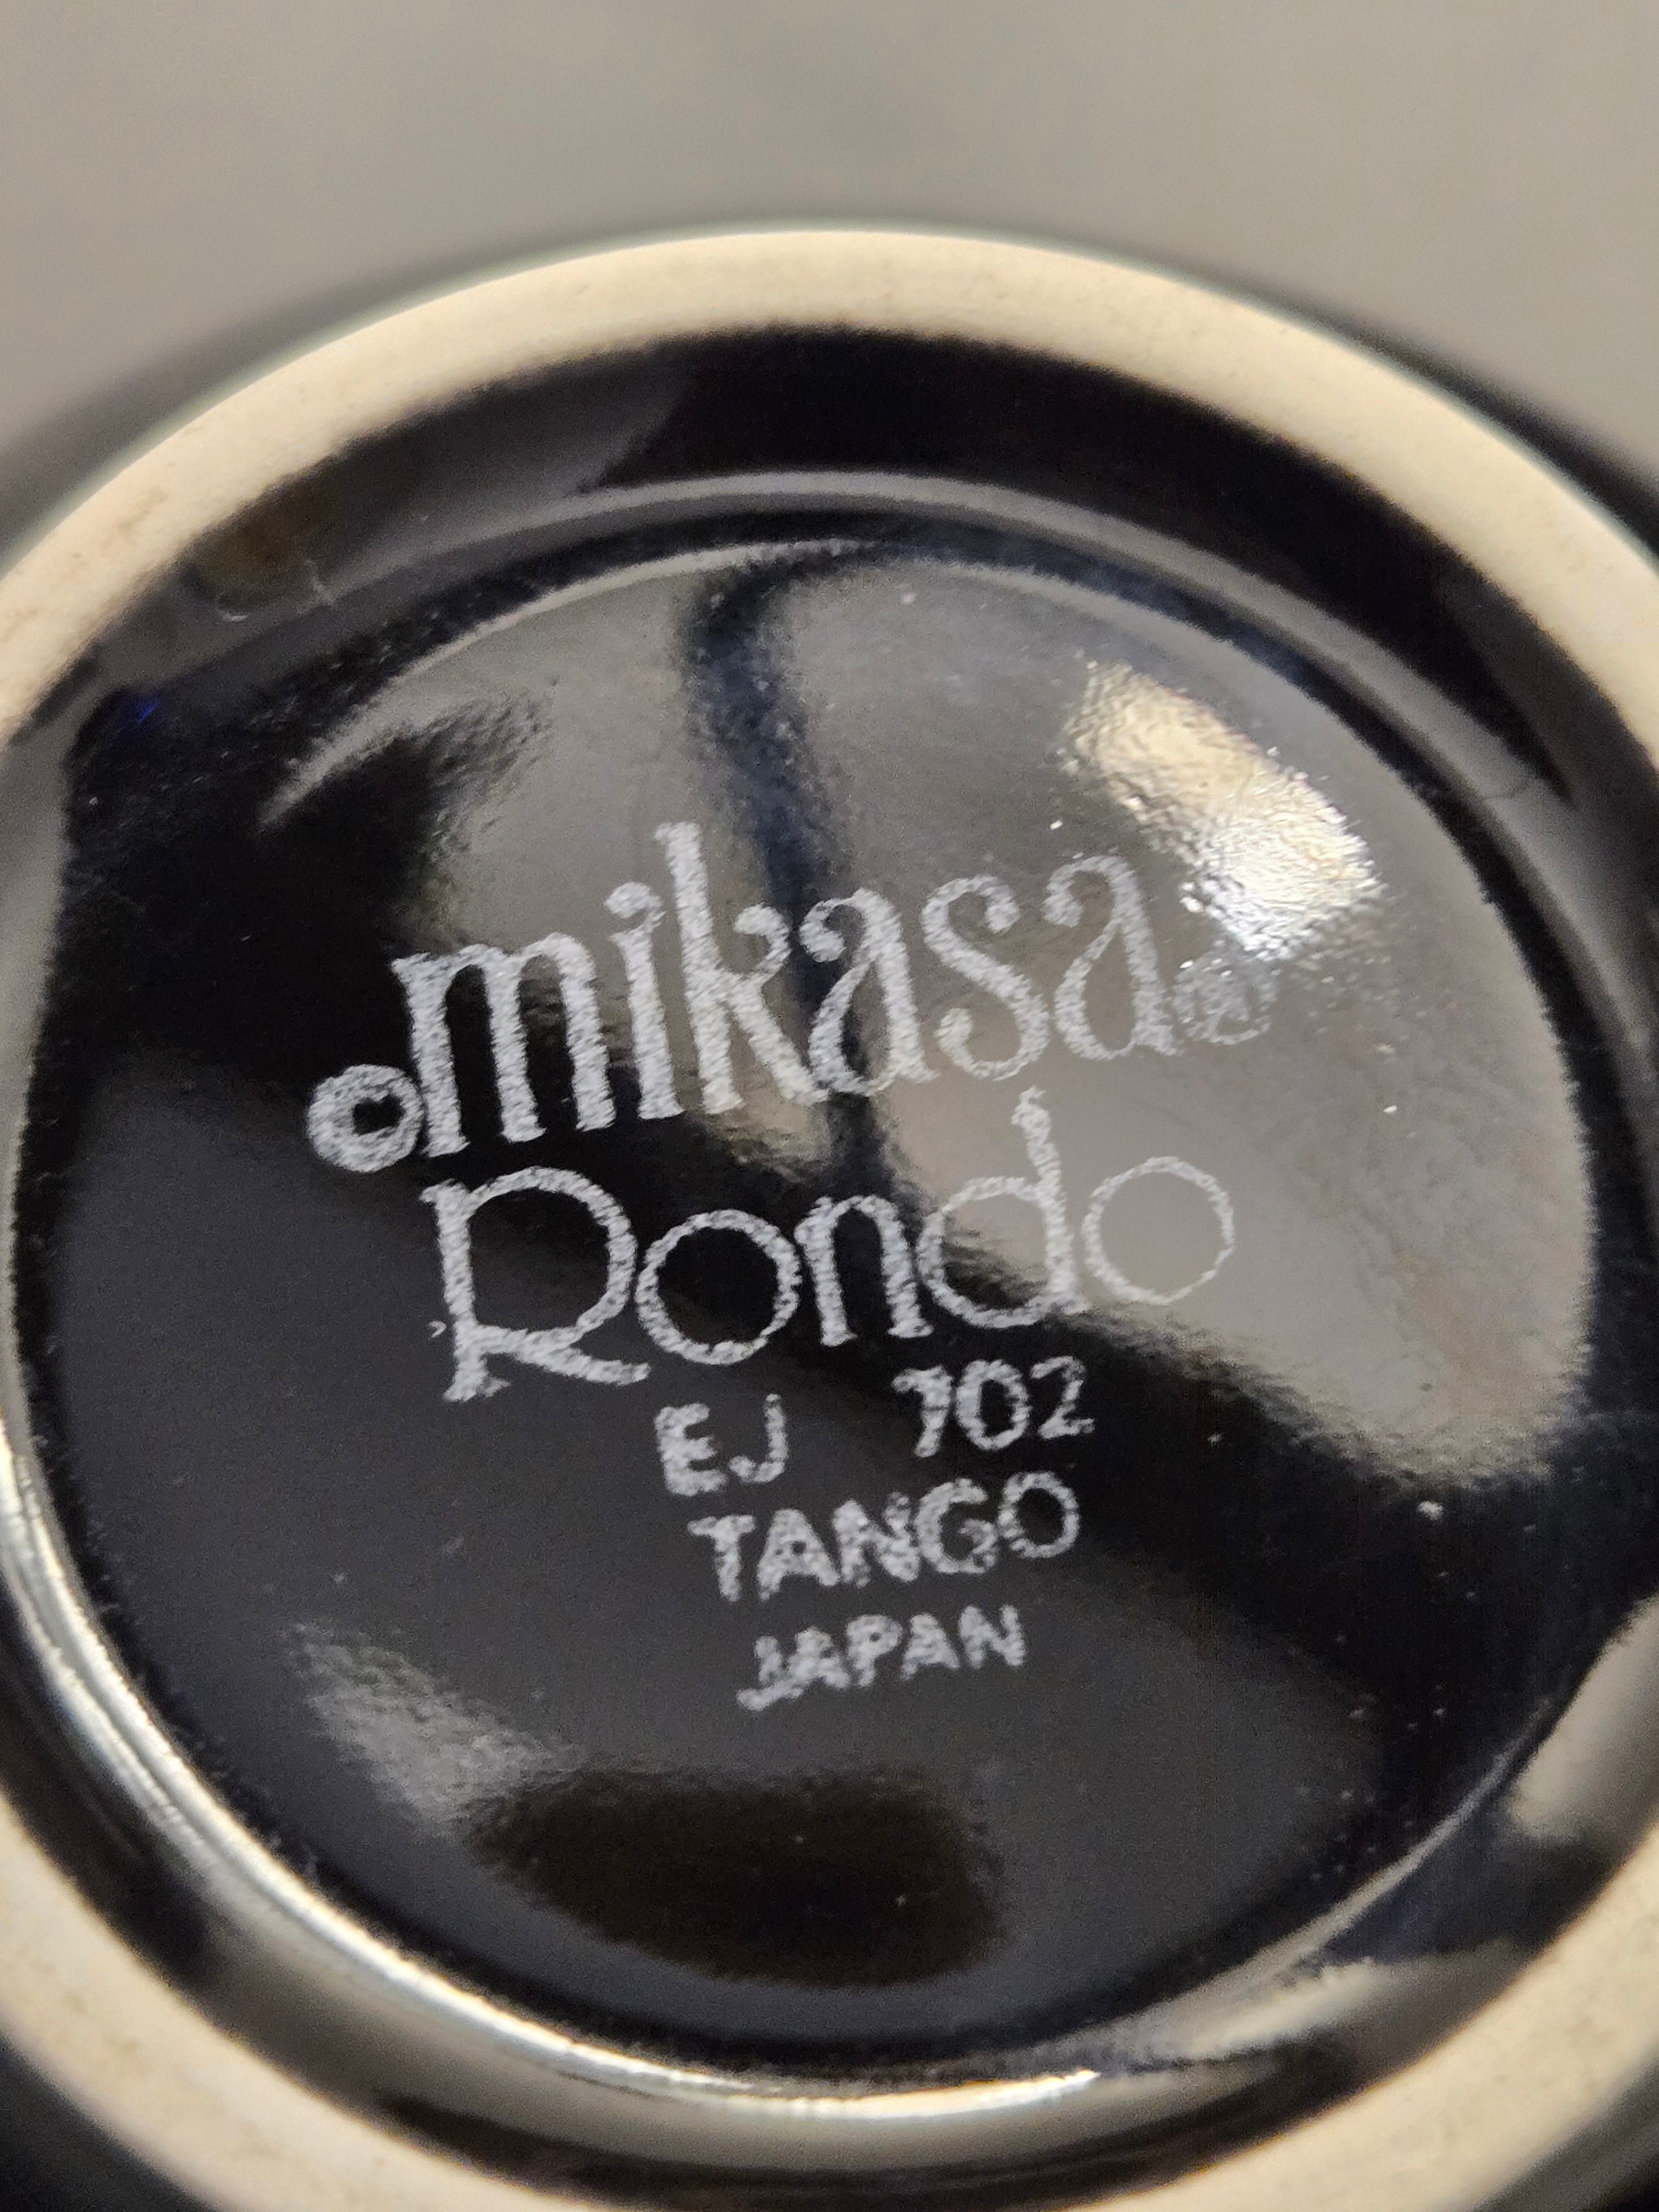 ©mikasa®
Rondo
EJ 702
TANGO
JAPAN